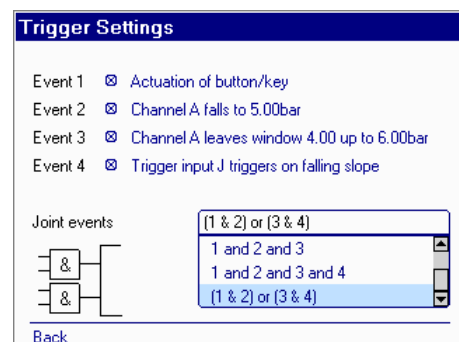 Trigger Settings
Event 1 Actuation of button/key
Event 2 Channel A falls to 5.00bar
Event 3 Channel A leaves window 4.00 up to 6.00bar
Event 4 Trigger input J triggers on falling slope
Joint events (1 & 2) or (3 & 4)
1 and 2 and 3
& 1 and 2 and 3 and 4
& (1 & 2) or (3 & 4)
Back